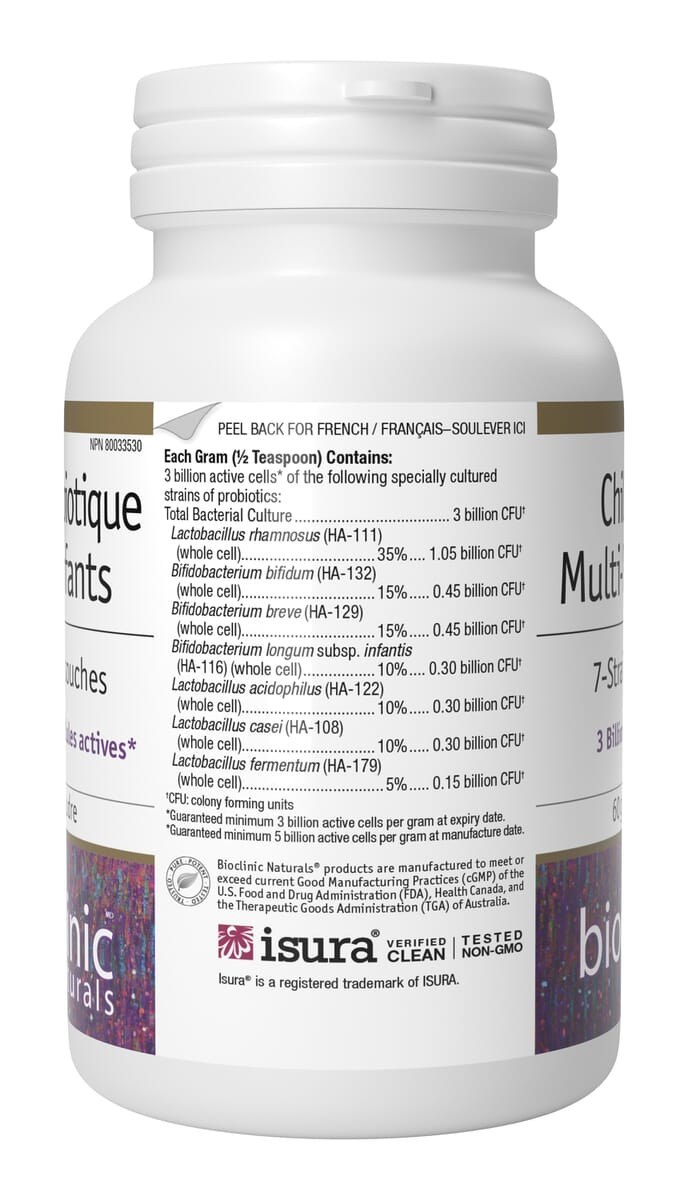 NPN 80033530
PEEL BACK FOR FRENCH / FRANÇAIS–SOULEVER ICI
Each Gram (½ Teaspoon) Contains:
3 billion active cells* of the following specially cultured
strains of probiotics:
Total Bacterial Culture ........................................ 3 billion CFU†
Lactobacillus rhamnosus (HA-111)
(whole cell)................................ 35%.... 1.05 billion CFU†
Bifidobacterium bifidum (HA-132)
(whole cell)................................ 15%..... 0.45 billion CFU†
Bifidobacterium breve (HA-129)
(whole cell)................................ 15%..... 0.45 billion CFU†
Bifidobacterium longum subsp. infantis
(HA-116) (whole cell)................. 10%.... 0.30 billion CFU†
Lactobacillus acidophilus (HA-122)
(whole cell)................................ 10%..... 0.30 billion CFU†
Lactobacillus casei (HA-108)
(whole cell)................................ 10%..... 0.30 billion CFU†
Lactobacillus fermentum (HA-179)
(whole cell)................................ 5%..... 0.15 billion CFU†
†CFU: colony forming units
*Guaranteed minimum 3 billion active cells per gram at expiry date.
*Guaranteed minimum 5 billion active cells per gram at manufacture date.
PURE · POTENT · TESTED · TRUSTED
Bioclinic Naturals® products are manufactured to meet or
exceed current Good Manufacturing Practices (cGMP) of the
U.S. Food and Drug Administration (FDA), Health Canada, and
the Therapeutic Goods Administration (TGA) of Australia.
isura® VERIFIED CLEAN | TESTED NON-GMO
Isura® is a registered trademark of ISURA.
iotique
fants
ouches
les actives*
dre
nic MD
urals
Chi
Multi-
7-Stra
3 Billi
60 g
bio